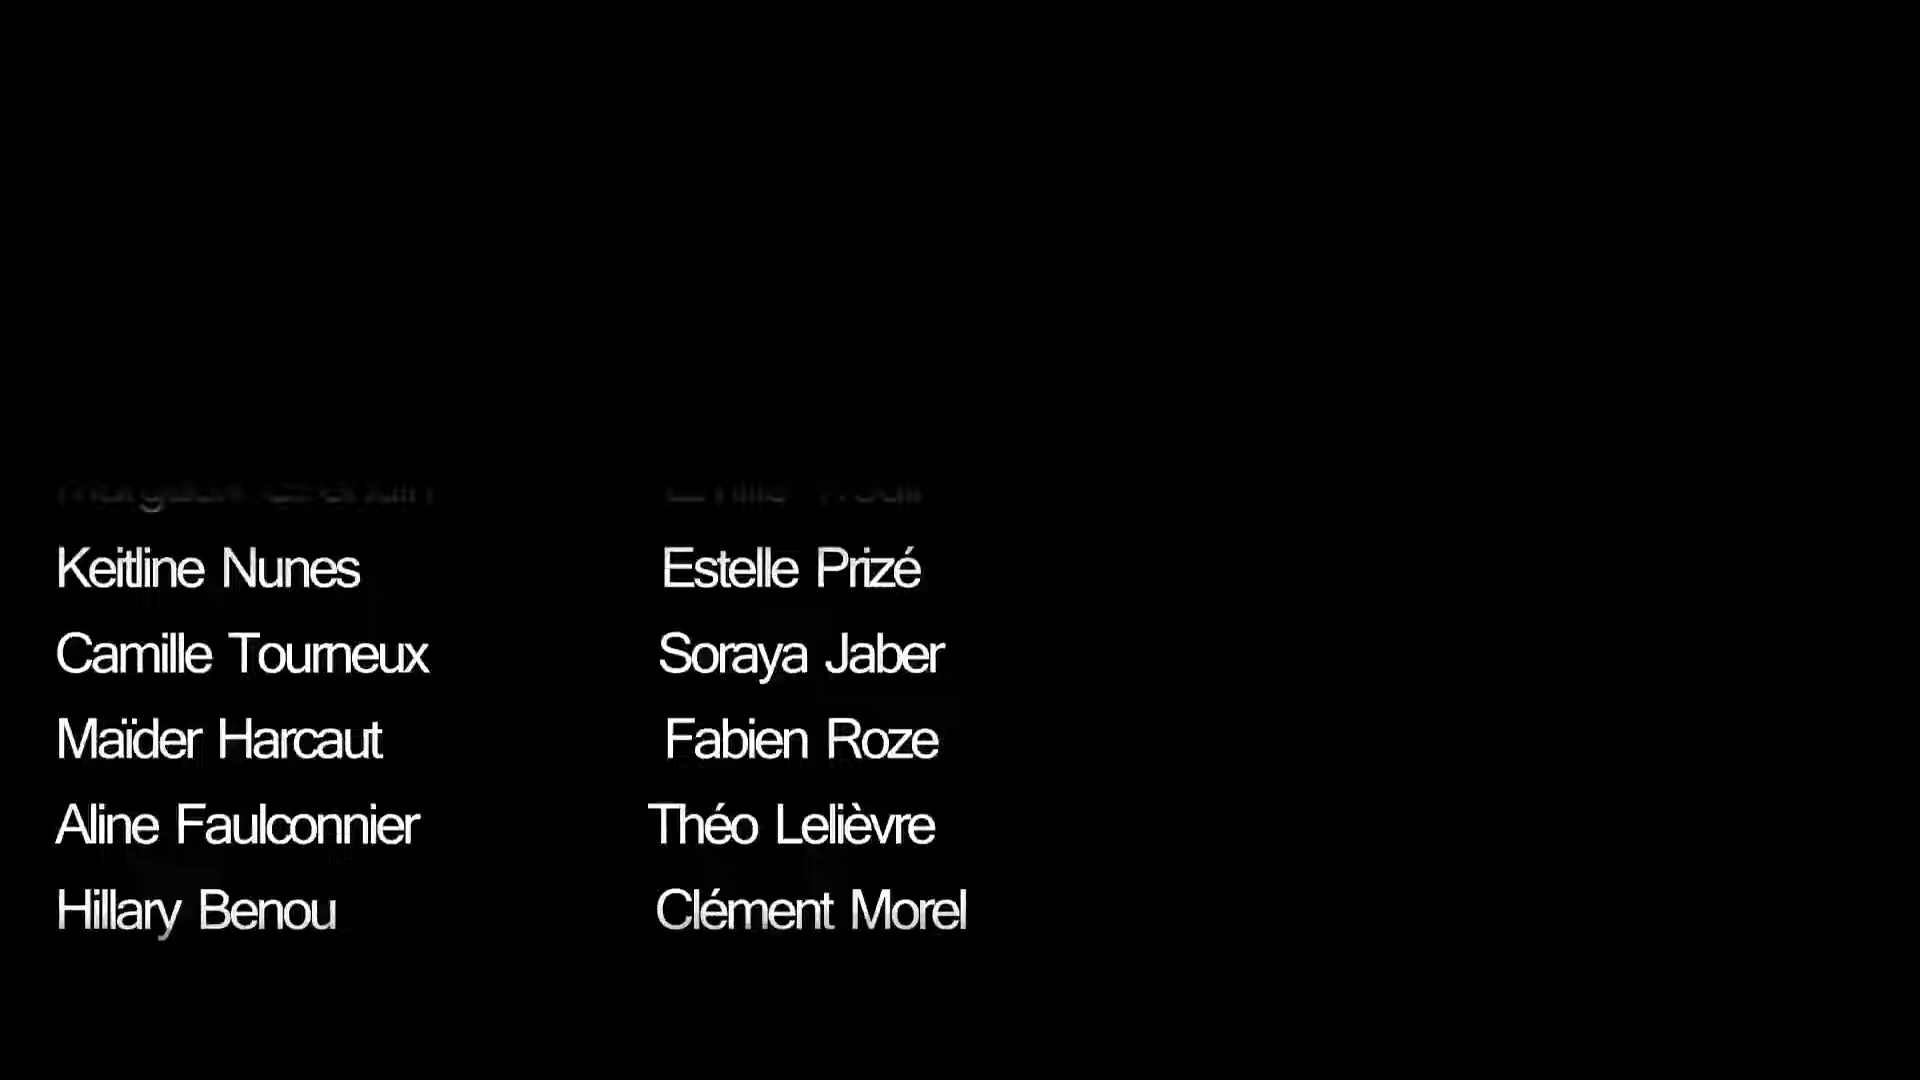 Keitline Nunes Estelle Prizé
Camille Tourneux Soraya Jaber
Maïder Harcaut Fabien Roze
Aline Faulconnier Théo Lelièvre
Hillary Benou Clément Morel